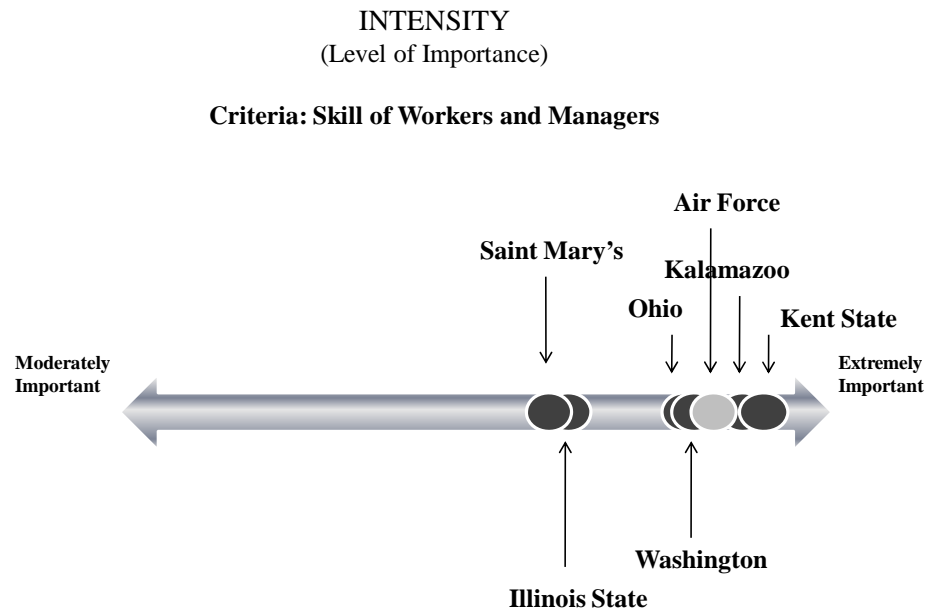 INTENSITY
(Level of Importance)
Criteria: Skill of Workers and Managers
Air Force
Saint Mary’s
Kalamazoo
Ohio
Kent State
Moderately
Important
Extremely
Important
Washington
Illinois State